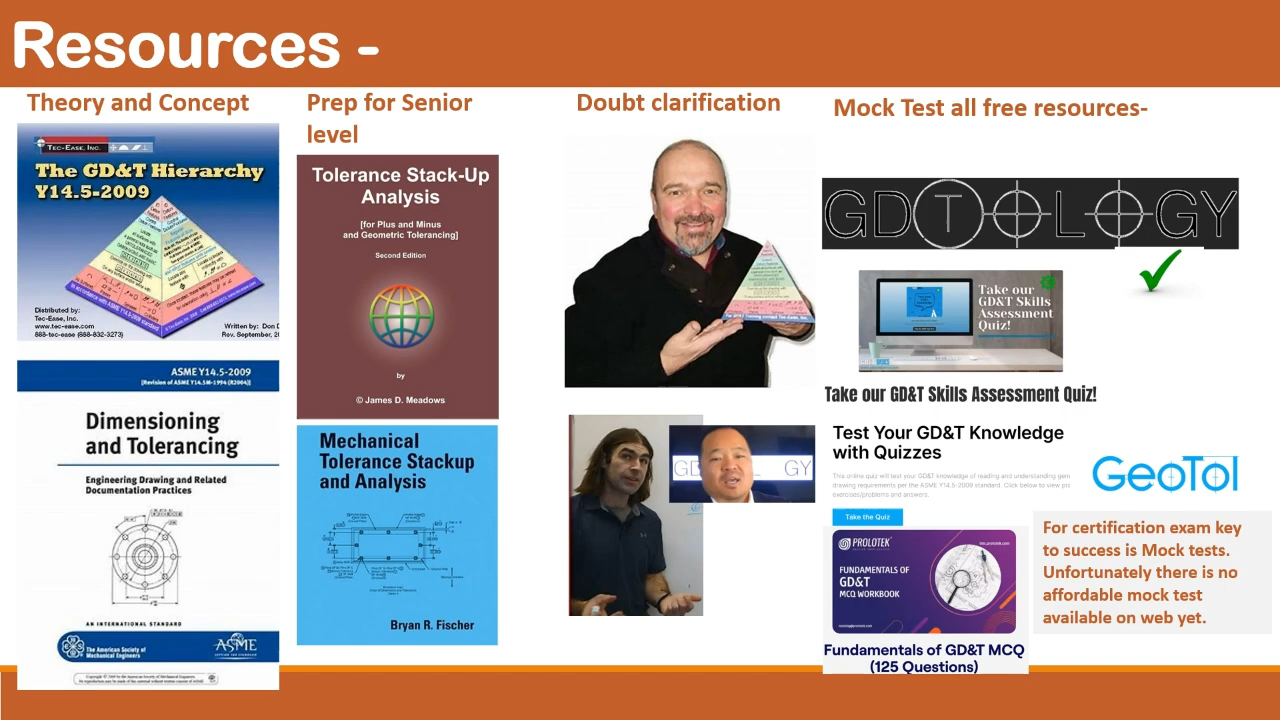 Resources -
Theory and Concept
TEC-EASE, INC.
The GD&T Hierarchy
Y14.5-2009
Distributed by:
Tec-Ease, Inc.
www.tec-ease.com
888-tec-ease (888-832-3273)
Written by: Don D
Rev. September, 20
ASME Y14.5-2009
[Revision of ASME Y14.5M-1994 (R2004)]
Dimensioning
and Tolerancing
Engineering Drawing and Related
Documentation Practices
AN INTERNATIONAL STANDARD
The American Society of
Mechanical Engineers
ASME
Prep for Senior
level
Tolerance Stack-Up
Analysis
[for Plus and Minus
and Geometric Tolerancing]
Second Edition
by
© James D. Meadows
Mechanical
Tolerance Stackup
and Analysis
Bryan R. Fischer
Doubt clarification
GD GY
Mock Test all free resources-
GDTOLOGY
Take our
GD&T Skills
Assessment
Quiz!
Take our GD&T Skills Assessment Quiz!
Test Your GD&T Knowledge
with Quizzes
This online quiz will test your GD&T knowledge of reading and understanding gene
drawing requirements per the ASME Y14.5-2009 standard. Click below to view pos
exercises/problems and answers.
Take the Quiz
GeoTol
PROLOTEK
FUNDAMENTALS OF
GD&T
MCQ WORKBOOK
Fundamentals of GD&T MCQ
(125 Questions)
For certification exam key
to success is Mock tests.
Unfortunately there is no
affordable mock test
available on web yet.